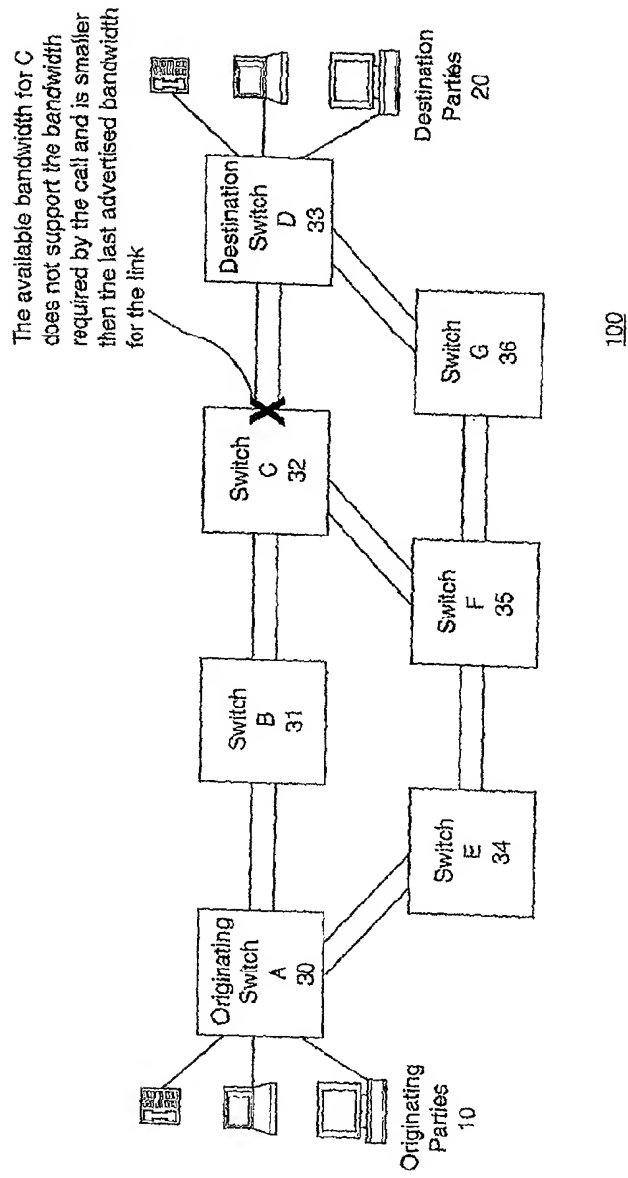 The available bandwidth for C
does not support the bandwidth
required by the call and is smaller
then the last advertised bandwidth
for the link
Originating
Parties
10
Originating
Switch
A
30
Switch
B
31
Switch
C
32
Destination
Switch
D
33
Destination
Parties
20
Switch
E
34
Switch
F
35
Switch
G
36
100